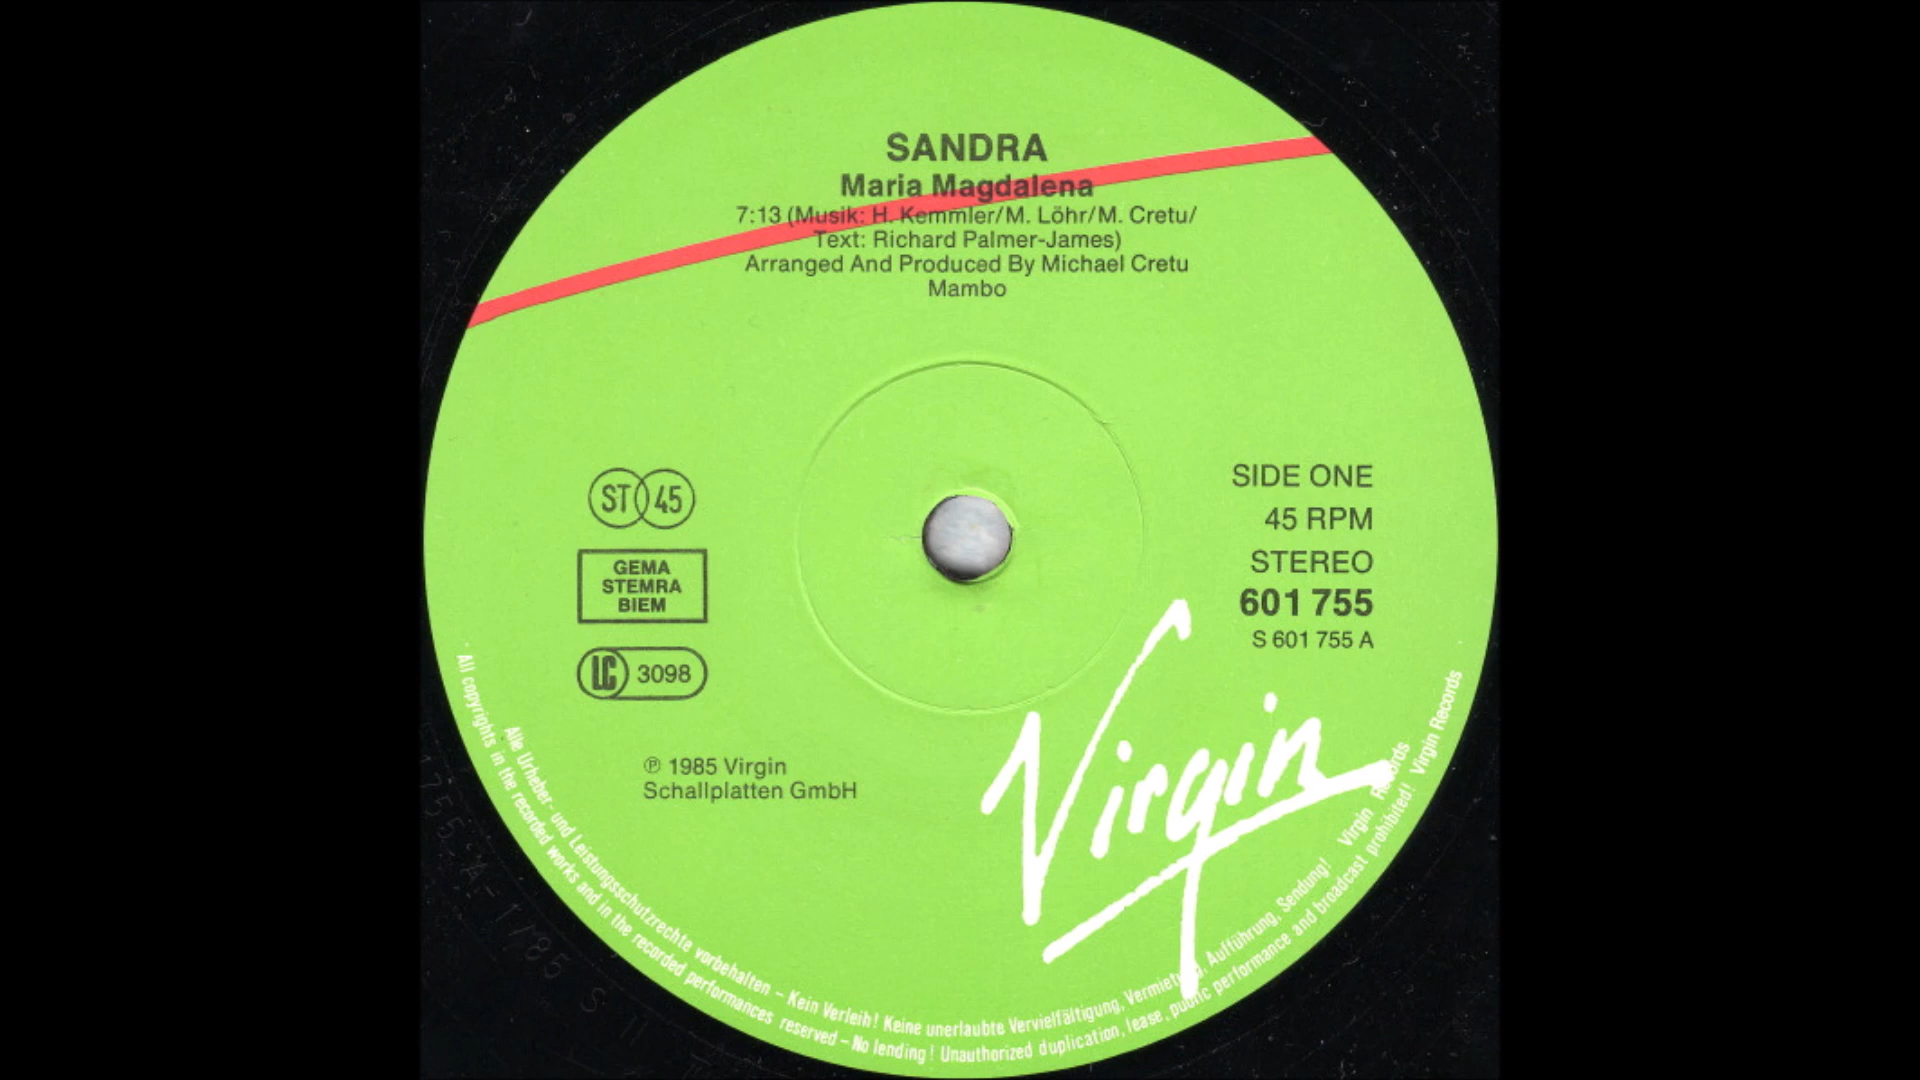 SANDRA
Maria Magdalena
7:13 (Musik: H. Kemmler/M. Löhr/M. Cretu/
Text: Richard Palmer-James)
Arranged And Produced By Michael Cretu
Mambo
ST 45
GEMA
STEMRA
BIEM
LC 3098
SIDE ONE
45 RPM
STEREO
601 755
S 601 755 A
℗ 1985 Virgin
Schallplatten GmbH
Virgin
Alle Urheber- und Leistungsschutzrechte vorbehalten – Kein Verleih! Keine unerlaubte Vervielfältigung, Vermietung, Aufführung, Sendung! Virgin Records
All copyrights in the recorded works and in the recorded performances reserved – No lending! Unauthorized duplication, lease, public performance and broadcast prohibited! Virgin Records